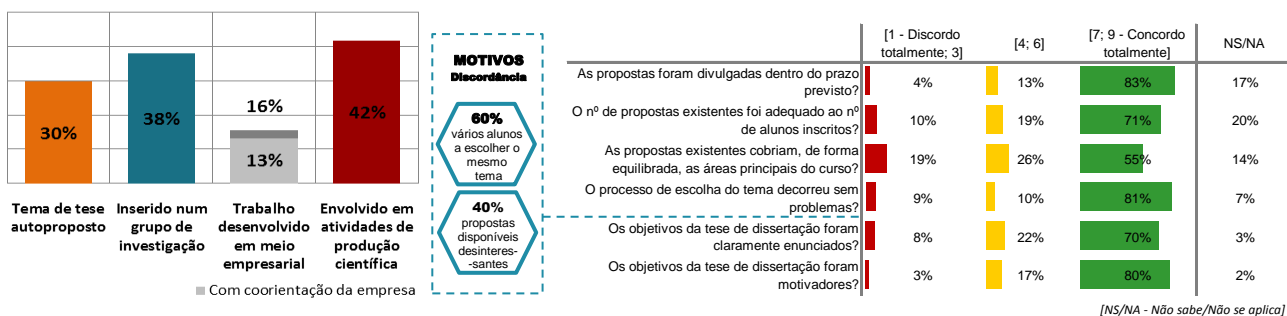 30%
38%
16%
13%
42%
Tema de tese
autoproposto
Inserido num
grupo de
investigação
Trabalho
desenvolvido
em meio
empresarial
Envolvido em
atividades de
produção
científica
Com coorientação da empresa
MOTIVOS
Discordância
60%
vários alunos
a escolher o
mesmo
tema
40%
propostas
disponíveis
desinteres-
-santes
[1 - Discordo
totalmente; 3]
[4; 6]
[7; 9 - Concordo
totalmente]
NS/NA
As propostas foram divulgadas dentro do prazo
previsto?
4%
13%
83%
17%
O nº de propostas existentes foi adequado ao nº
de alunos inscritos?
10%
19%
71%
20%
As propostas existentes cobriam, de forma
equilibrada, as áreas principais do curso?
19%
26%
55%
14%
O processo de escolha do tema decorreu sem
problemas?
9%
10%
81%
7%
Os objetivos da tese de dissertação foram
claramente enunciados?
8%
22%
70%
3%
Os objetivos da tese de dissertação foram
motivadores?
3%
17%
80%
2%
[NS/NA - Não sabe/Não se aplica]